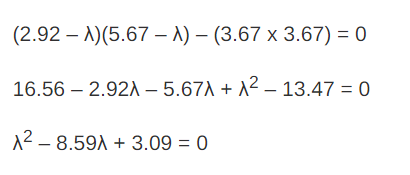 (2.92 – λ)(5.67 – λ) – (3.67 x 3.67) = 0
16.56 – 2.92λ – 5.67λ + λ² – 13.47 = 0
λ² – 8.59λ + 3.09 = 0